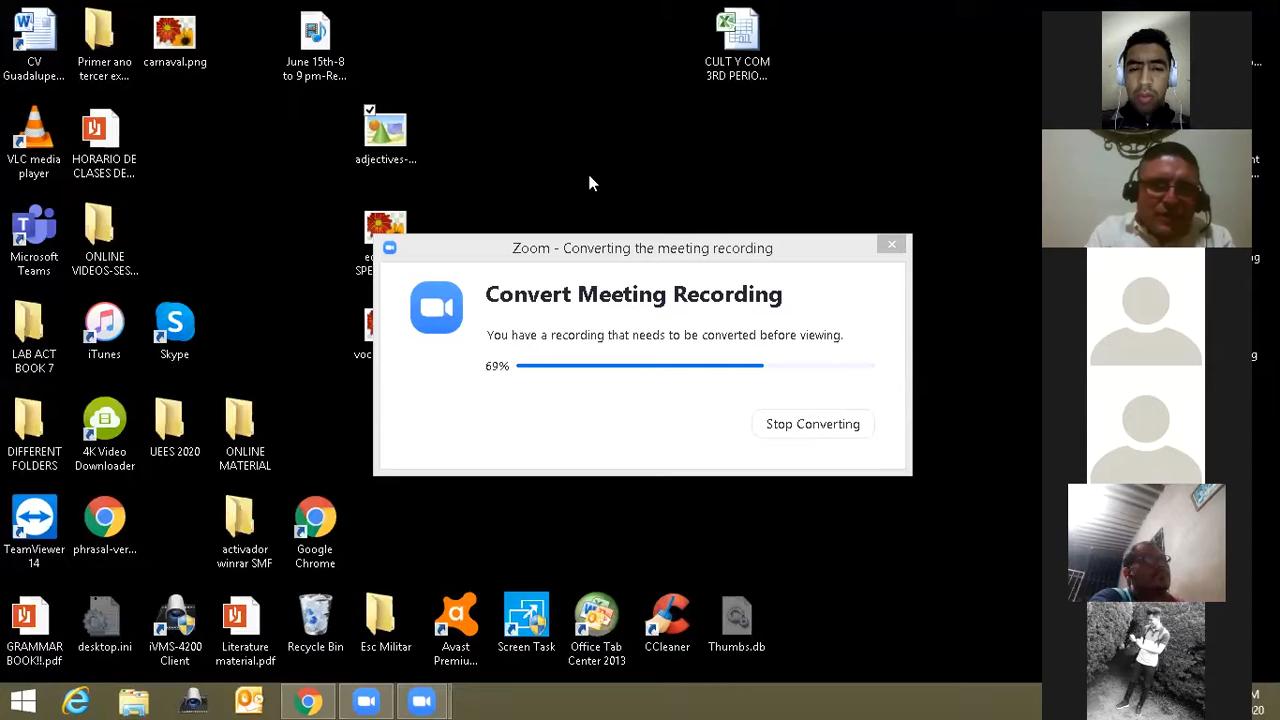 CV
Guadalupe...
Primer ano
tercer ex...
carnaval.png
June 15th-8
to 9 pm-Re...
CULT Y COM
3RD PERIO...
VLC media
player
HORARIO DE
CLASES DE...
adjectives-...
Microsoft
Teams
ONLINE
VIDEOS-SES...
Zoom - Converting the meeting recording
Convert Meeting Recording
You have a recording that needs to be converted before viewing.
69%
Stop Converting
LAB ACT
BOOK 7
iTunes
Skype
voc
DIFFERENT
FOLDERS
4K Video
Downloader
UEES 2020
ONLINE
MATERIAL
TeamViewer
14
phrasal-ver...
activador
winrar SMF
Google
Chrome
GRAMMAR
BOOK!!.pdf
desktop.ini
iVMS-4200
Client
Literature
material.pdf
Recycle Bin
Esc Militar
Avast
Premiu...
Screen Task
Office Tab
Center 2013
CCleaner
Thumbs.db